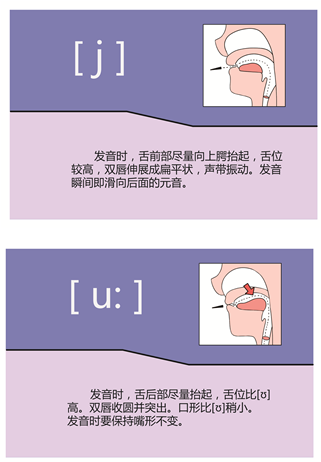 [ j ]
发音时，舌前部尽量向上腭抬起，舌位
较高，双唇伸展成扁平状，声带振动。发音
瞬间即滑向后面的元音。
[ u: ]
发音时，舌后部尽量抬起，舌位比[ʊ]
高。双唇收圆并突出。口形比[ʊ]稍小。
发音时要保持嘴形不变。